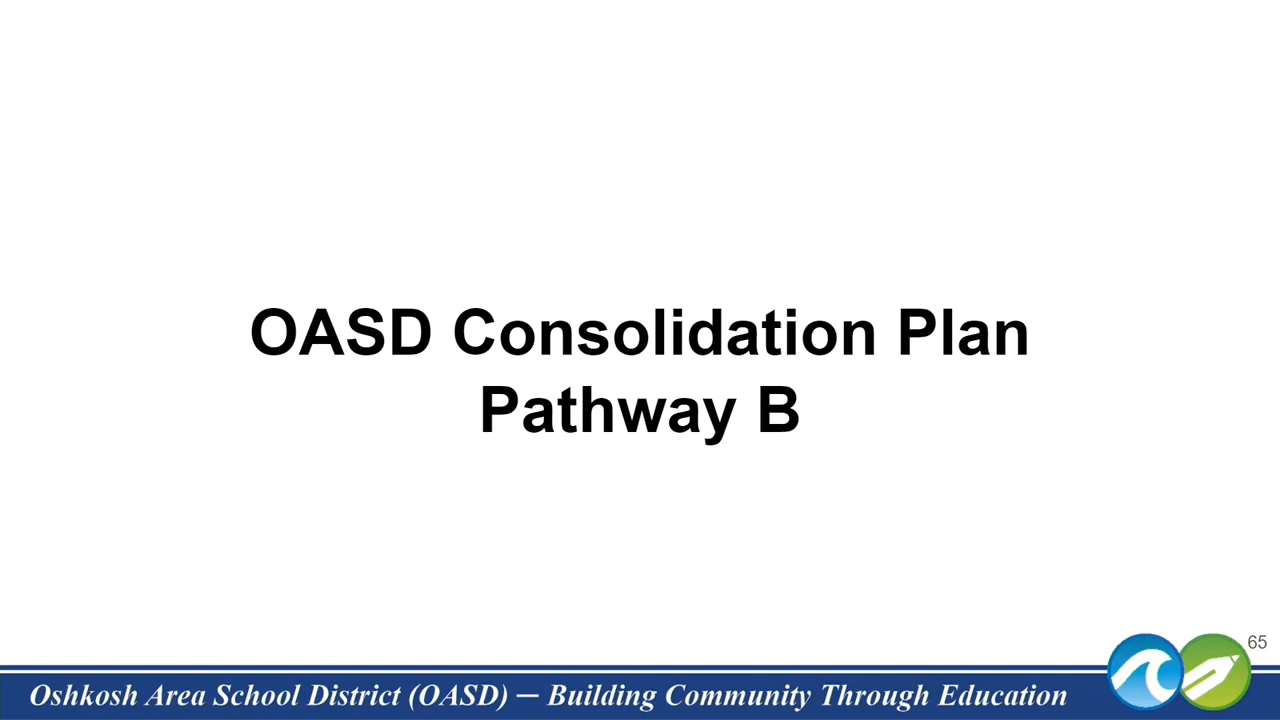 OASD Consolidation Plan
Pathway B
65
Oshkosh Area School District (OASD) — Building Community Through Education